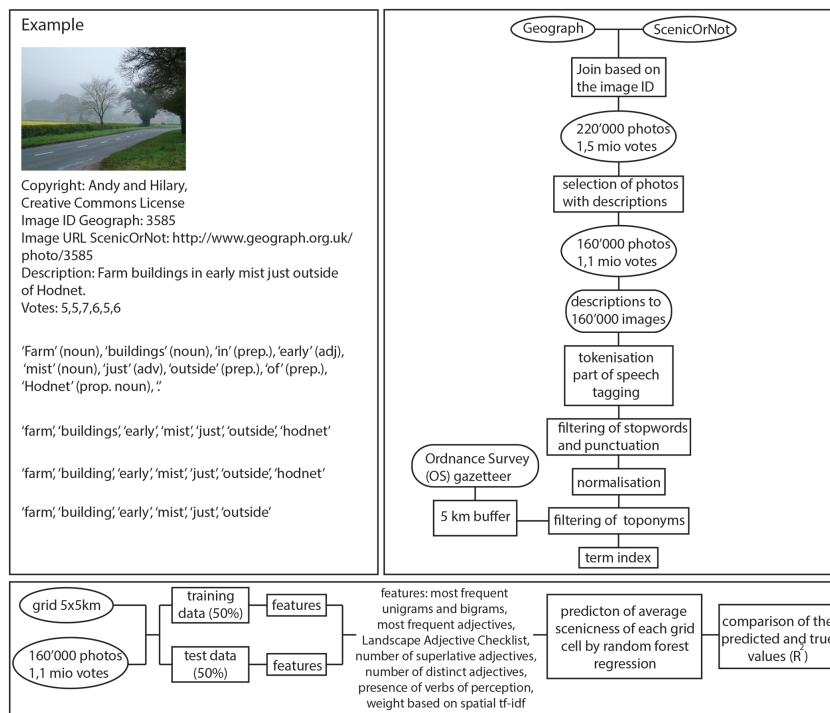 Example
Copyright: Andy and Hilary,
Creative Commons License
Image ID Geograph: 3585
Image URL ScenicOrNot: http://www.geograph.org.uk/
photo/3585
Description: Farm buildings in early mist just outside
of Hodnet.
Votes: 5,5,7,6,5,6
‘Farm’ (noun), ‘buildings’ (noun), ‘in’ (prep.), ‘early’ (adj),
‘mist’ (noun), ‘just’ (adv), ‘outside’ (prep.), ‘of’ (prep.),
‘Hodnet’ (prop. noun), ‘.’
‘farm’, ‘buildings’, ‘early’, ‘mist’, ‘just’, ‘outside’, ‘hodnet’
‘farm’, ‘building’, ‘early’, ‘mist’, ‘just’, ‘outside’, ‘hodnet’
‘farm’, ‘building’, ‘early’, ‘mist’, ‘just’, ‘outside’
Geograph
ScenicOrNot
Join based on
the image ID
220’000 photos
1,5 mio votes
selection of photos
with descriptions
160’000 photos
1,1 mio votes
descriptions to
160’000 images
tokenisation
part of speech
tagging
filtering of stopwords
and punctuation
Ordnance Survey
(OS) gazetteer
normalisation
5 km buffer
filtering of toponyms
term index
grid 5x5km
160’000 photos
1,1 mio votes
training
data (50%)
features
test data
(50%)
features
features: most frequent
unigrams and bigrams,
most frequent adjectives,
Landscape Adjective Checklist,
number of superlative adjectives,
number of distinct adjectives,
presence of verbs of perception,
weight based on spatial tf-idf
predicton of average
scenicness of each grid
cell by random forest
regression
comparison of the
predicted and true
values (R²)